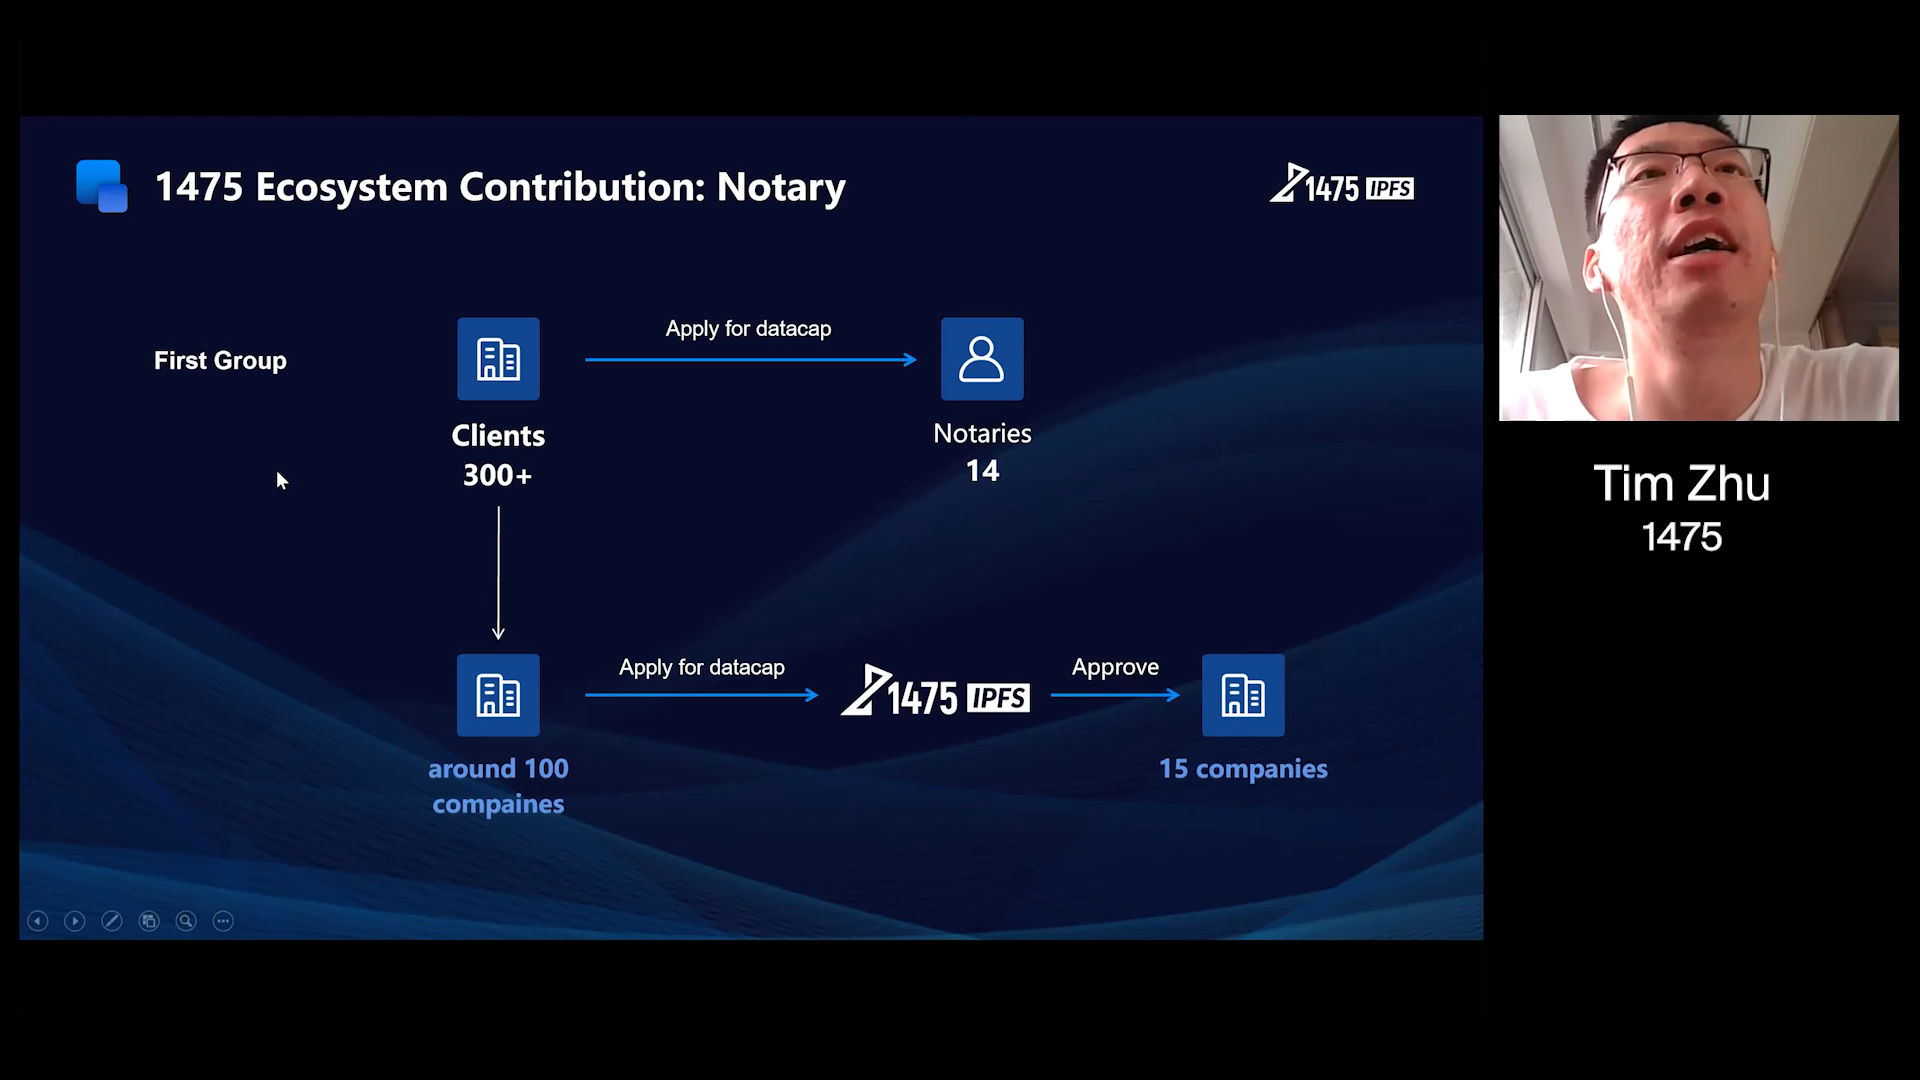 1475 Ecosystem Contribution: Notary
1475 IPFS
First Group
Apply for datacap
Clients
300+
Notaries
14
Apply for datacap
1475 IPFS
Approve
around 100
compaines
15 companies
Tim Zhu
1475